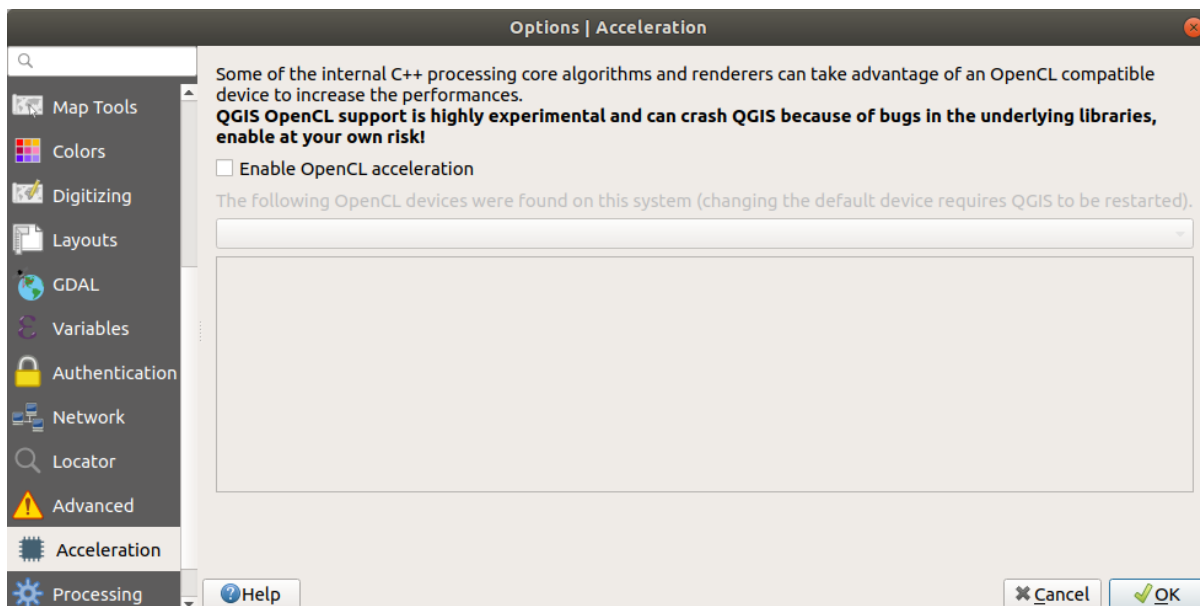 Options | Acceleration
Map Tools
Colors
Digitizing
Layouts
GDAL
Variables
Authentication
Network
Locator
Advanced
Acceleration
Processing
Some of the internal C++ processing core algorithms and renderers can take advantage of an OpenCL compatible
device to increase the performances.
QGIS OpenCL support is highly experimental and can crash QGIS because of bugs in the underlying libraries,
enable at your own risk!
Enable OpenCL acceleration
The following OpenCL devices were found on this system (changing the default device requires QGIS to be restarted).
Help
Cancel
OK